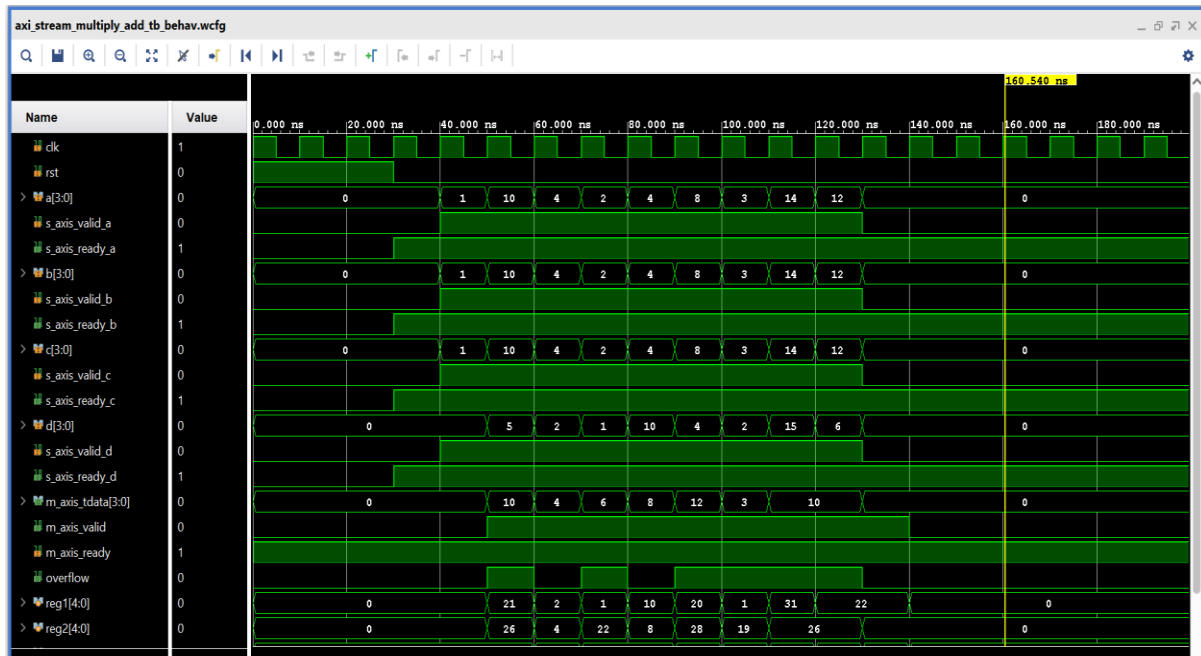 axi_stream_multiply_add_tb_behav.wcfg
160.540 ns
Name Value
0.000 ns 20.000 ns 40.000 ns 60.000 ns 80.000 ns 100.000 ns 120.000 ns 140.000 ns 160.000 ns 180.000 ns
clk 1
rst 0
a[3:0] 0 0 1 10 4 2 4 8 3 14 12 0
s_axis_valid_a 0
s_axis_ready_a 1
b[3:0] 0 0 1 10 4 2 4 8 3 14 12 0
s_axis_valid_b 0
s_axis_ready_b 1
c[3:0] 0 0 1 10 4 2 4 8 3 14 12 0
s_axis_valid_c 0
s_axis_ready_c 1
d[3:0] 0 0 5 2 1 10 4 2 15 6 0
s_axis_valid_d 0
s_axis_ready_d 1
m_axis_tdata[3:0] 0 0 10 4 6 8 12 3 10 0
m_axis_valid 0
m_axis_ready 1
overflow 0
reg1[4:0] 0 0 21 2 1 10 20 1 31 22 0
reg2[4:0] 0 0 26 4 22 8 28 19 26 0